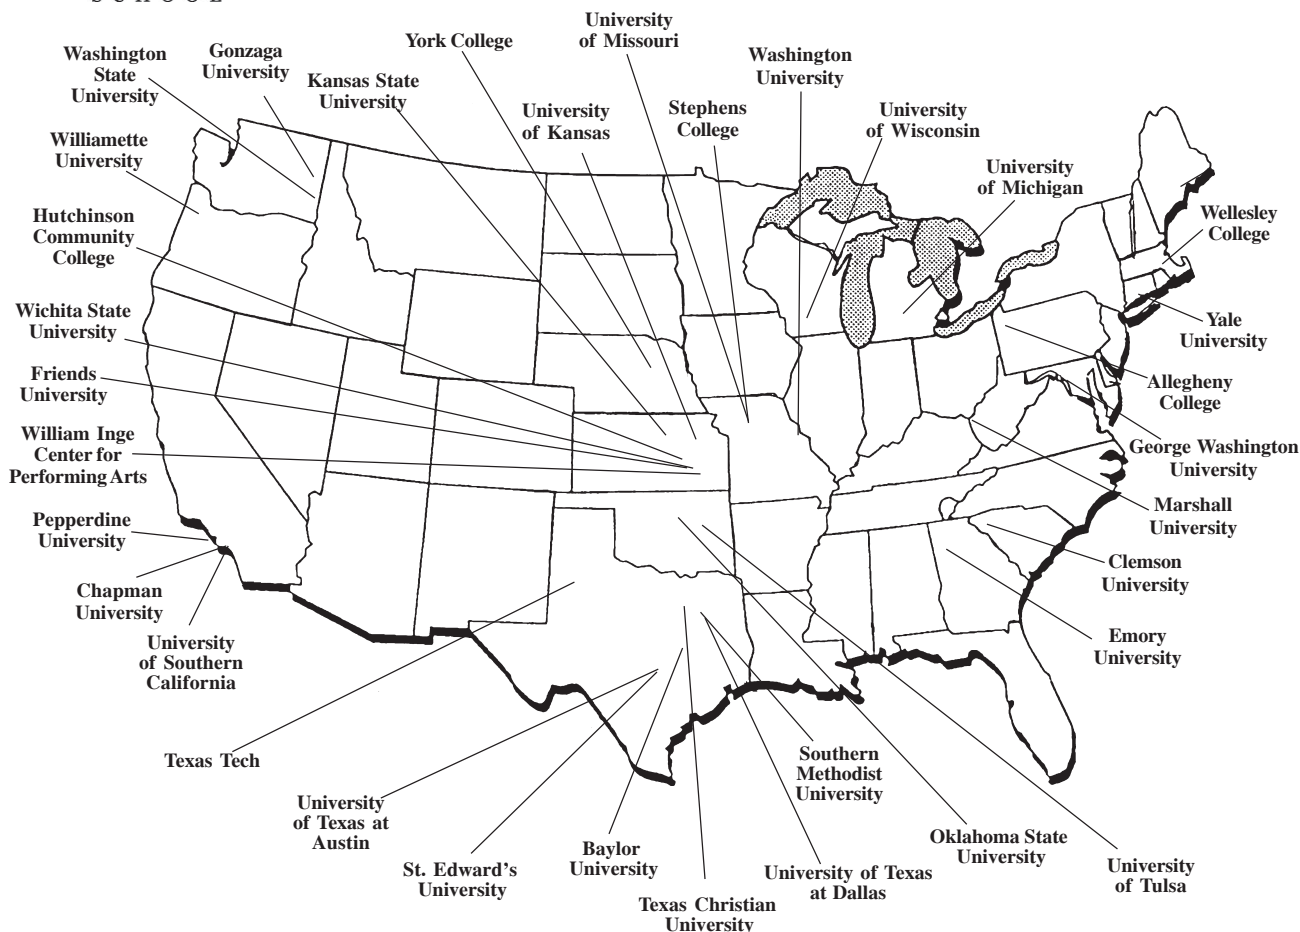 University
of Missouri
York College
Washington
State
University
Gonzaga
University
Kansas State
University
Washington
University
University
of Kansas
Stephens
College
University
of Wisconsin
Williamette
University
University
of Michigan
Hutchinson
Community
College
Wellesley
College
Wichita State
University
Yale
University
Friends
University
Allegheny
College
William Inge
Center for
Performing Arts
George Washington
University
Pepperdine
University
Marshall
University
Chapman
University
Clemson
University
University
of Southern
California
Emory
University
Texas Tech
Southern
Methodist
University
University
of Texas at
Austin
Oklahoma State
University
St. Edward's
University
Baylor
University
University of Texas
at Dallas
University
of Tulsa
Texas Christian
University